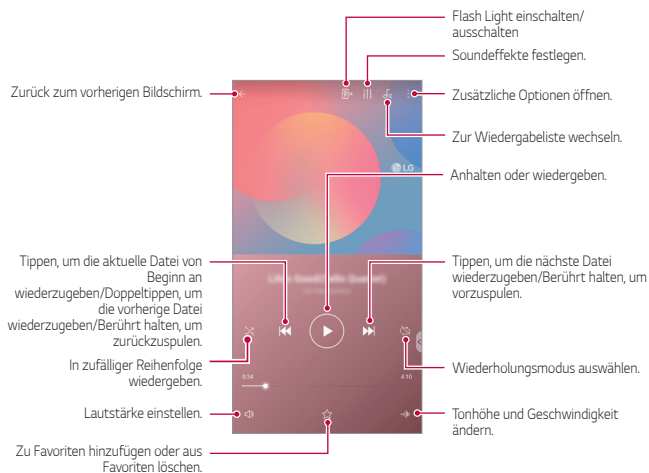 Flash Light einschalten/
ausschalten
Soundeffekte festlegen.
Zurück zum vorherigen Bildschirm.
Zusätzliche Optionen öffnen.
Zur Wiedergabeliste wechseln.
LG
Anhalten oder wiedergeben.
Tippen, um die aktuelle Datei von
Beginn an
wiederzugeben/Doppeltippen, um
die vorherige Datei
wiederzugeben/Berührt halten, um
zurückzuspulen.
Tippen, um die nächste Datei
wiederzugeben/Berührt halten, um
vorzuspulen.
In zufälliger Reihenfolge
wiedergeben.
Wiederholungsmodus auswählen.
0:34
4:10
Lautstärke einstellen.
Tonhöhe und Geschwindigkeit
ändern.
Zu Favoriten hinzufügen oder aus
Favoriten löschen.